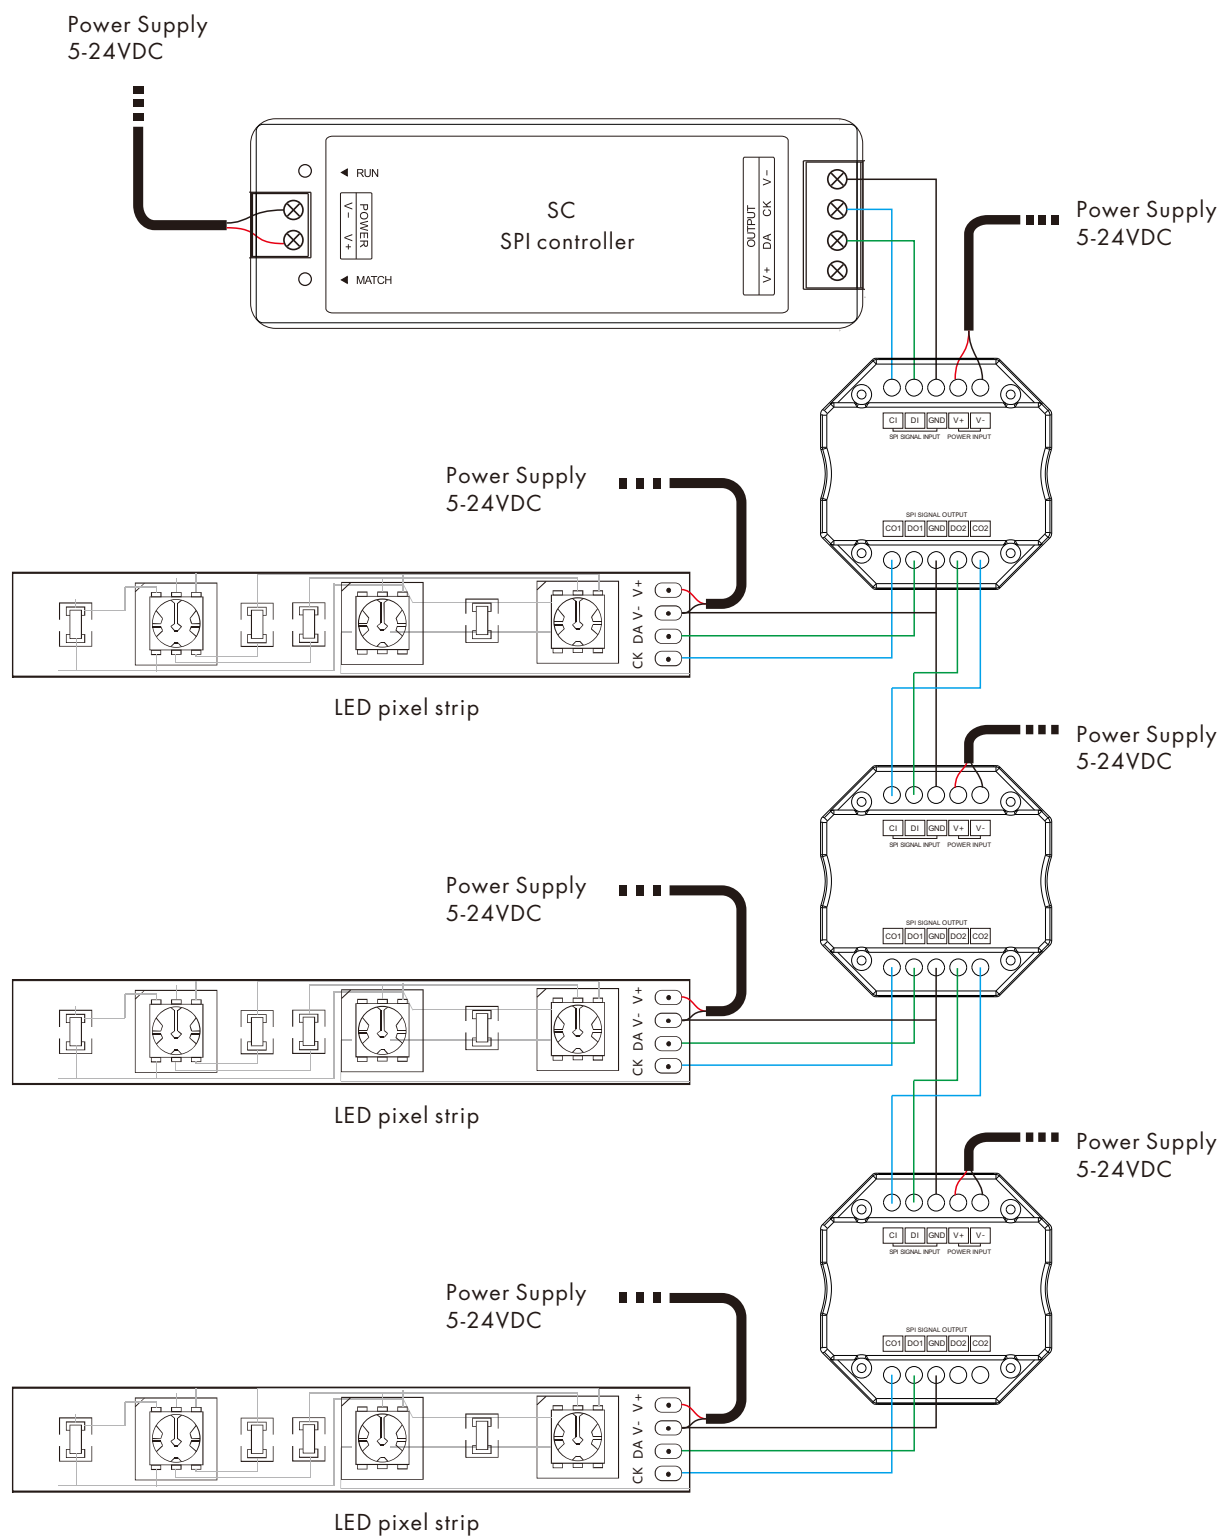 Power Supply
5-24VDC
RUN
POWER
V- V+
MATCH
SC
SPI controller
OUTPUT
V+ DA CK V-
Power Supply
5-24VDC
CI DI GND V+ V-
SPI SIGNAL INPUT POWER INPUT
Power Supply
5-24VDC
SPI SIGNAL OUTPUT
CO1 DO1 GND DO2 CO2
V+
V-
DA
CK
LED pixel strip
Power Supply
5-24VDC
CI DI GND V+ V-
SPI SIGNAL INPUT POWER INPUT
Power Supply
5-24VDC
SPI SIGNAL OUTPUT
CO1 DO1 GND DO2 CO2
V+
V-
DA
CK
LED pixel strip
Power Supply
5-24VDC
CI DI GND V+ V-
SPI SIGNAL INPUT POWER INPUT
Power Supply
5-24VDC
SPI SIGNAL OUTPUT
CO1 DO1 GND DO2 CO2
V+
V-
DA
CK
LED pixel strip